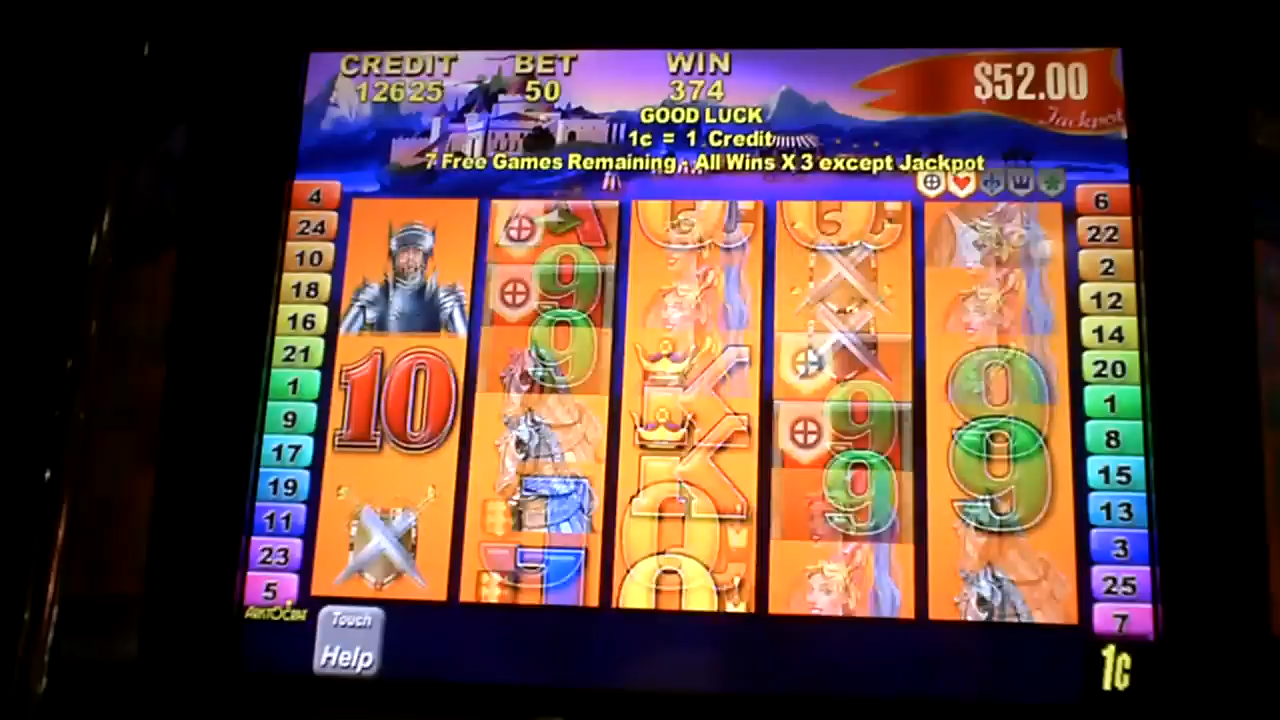 CREDIT BET WIN
12625 50 374
$52.00
Jackpot
GOOD LUCK
1c = 1 Credit
7 Free Games Remaining. All Wins X 3 except Jackpot
4 6
24 A 22
10 9 2
18 12
16 9 14
21 K 20
1 10 9 9 1
9 K 8
17 9 9 15
19 13
11 Q 3
23 J 25
5 Q 7
ARISTOCRAT
Touch
Help
1c